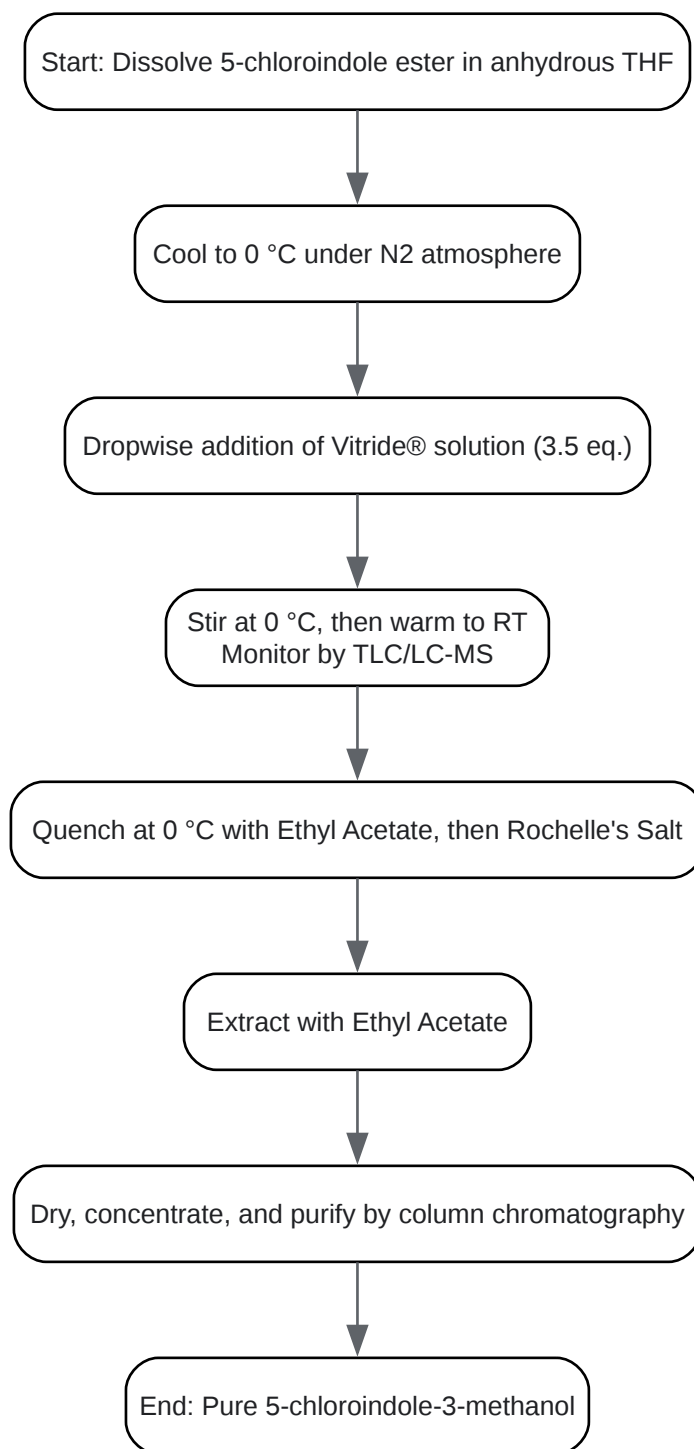 Start: Dissolve 5-chloroindole ester in anhydrous THF
Cool to 0 °C under N2 atmosphere
Dropwise addition of Vitride® solution (3.5 eq.)
Stir at 0 °C, then warm to RT
Monitor by TLC/LC-MS
Quench at 0 °C with Ethyl Acetate, then Rochelle's Salt
Extract with Ethyl Acetate
Dry, concentrate, and purify by column chromatography
End: Pure 5-chloroindole-3-methanol